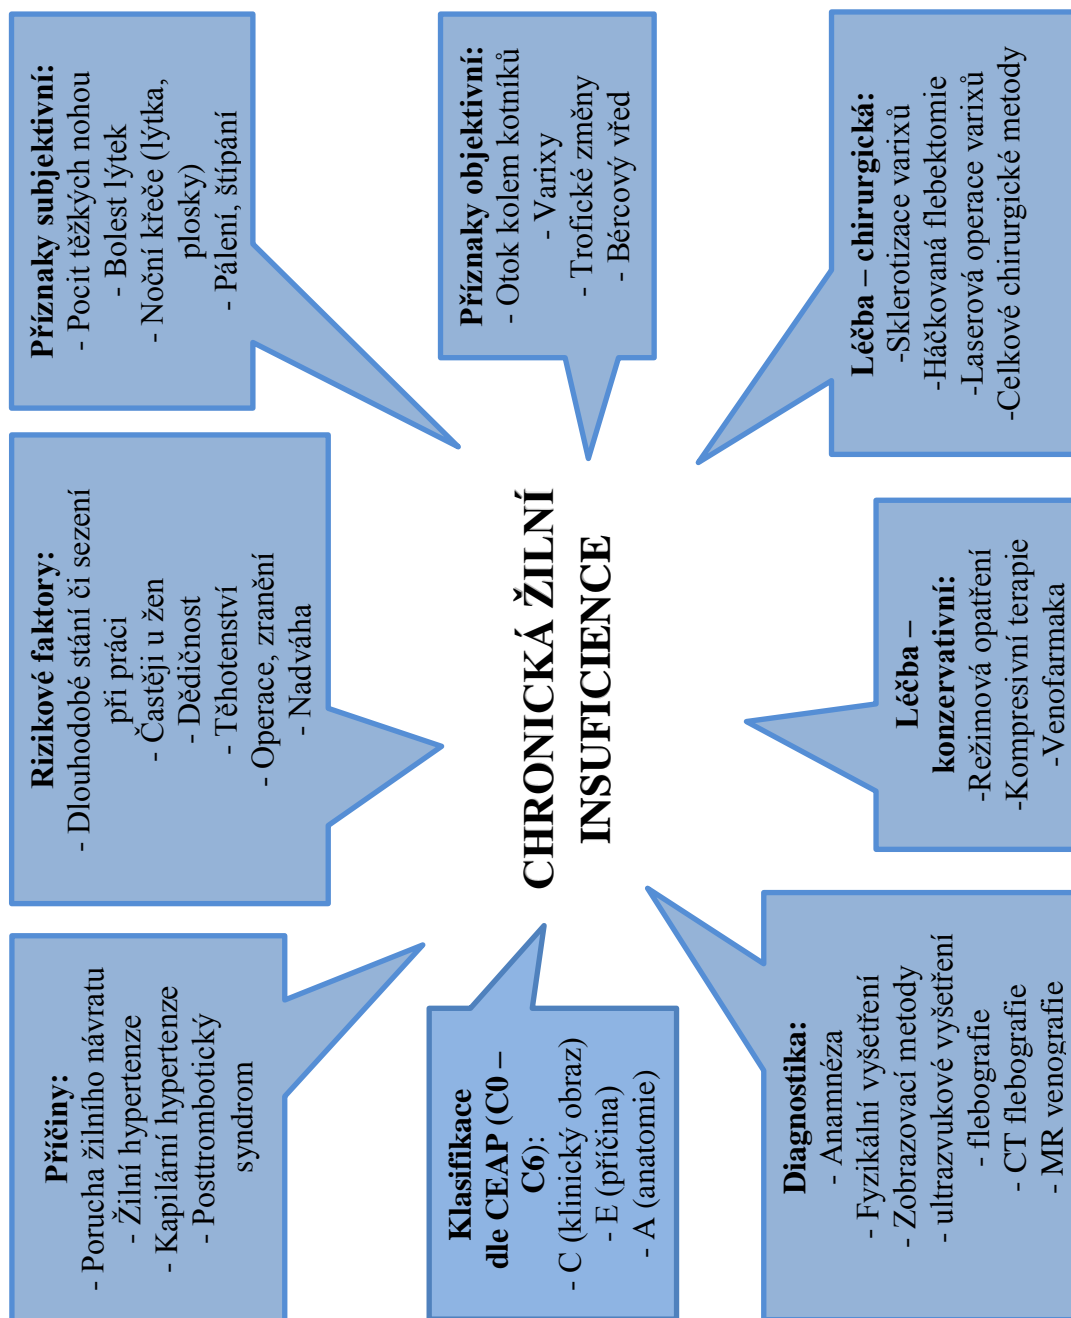 Příčiny:
- Porucha žilního návratu
- Žilní hypertenze
- Kapilární hypertenze
- Posttrombotický
syndrom
Rizikové faktory:
- Dlouhodobé stání či sezení
při práci
- Častěji u žen
- Dědičnost
- Těhotenství
- Operace, zranění
- Nadváha
Příznaky subjektivní:
- Pocit těžkých nohou
- Bolest lýtek
- Noční křeče (lýtka,
plosky)
- Pálení, štípání
Klasifikace
dle CEAP (C0 –
C6):
- C (klinický obraz)
- E (příčina)
- A (anatomie)
CHRONICKÁ ŽILNÍ
INSUFICIENCE
Příznaky objektivní:
- Otok kolem kotníků
- Varixy
- Trofické změny
- Bércový vřed
Diagnostika:
- Anamnéza
- Fyzikální vyšetření
- Zobrazovací metody
- ultrazvukové vyšetření
- flebografie
- CT flebografie
- MR venografie
Léčba –
konzervativní:
-Režimová opatření
-Kompresivní terapie
-Venofarmaka
Léčba – chirurgická:
-Sklerotizace varixů
-Háčkovaná flebektomie
-Laserová operace varixů
-Celkové chirurgické metody